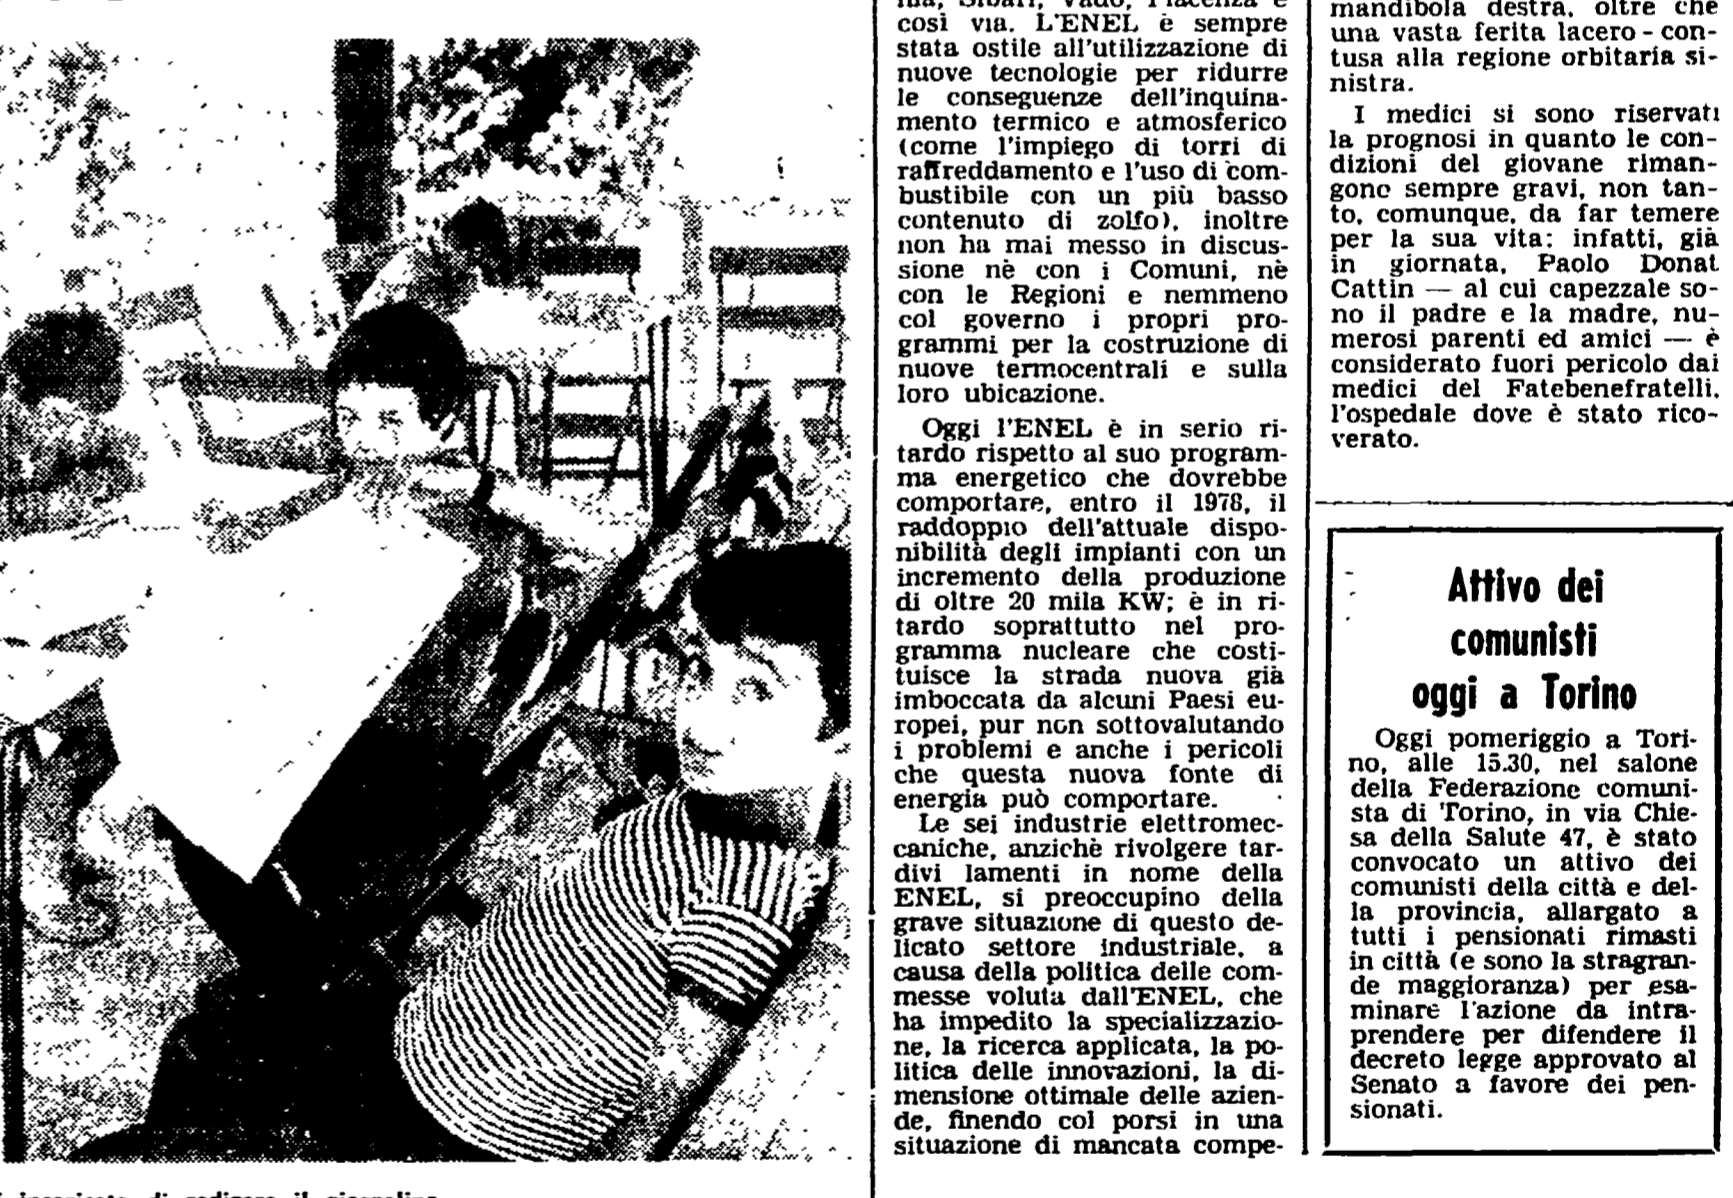 così via. L'ENEL è sempre
stata ostile all'utilizzazione di
nuove tecnologie per ridurre
le conseguenze dell'inquina-
mento termico e atmosferico
(come l'impiego di torri di
raffreddamento e l'uso di com-
bustibile con un più basso
contenuto di zolfo), inoltre
non ha mai messo in discus-
sione nè con i Comuni, nè
con le Regioni e nemmeno
col governo i propri pro-
grammi per la costruzione di
nuove termocentrali e sulla
loro ubicazione.
Oggi l'ENEL è in serio ri-
tardo rispetto al suo program-
ma energetico che dovrebbe
comportare, entro il 1978, il
raddoppio dell'attuale dispo-
nibilità degli impianti con un
incremento della produzione
di oltre 20 mila KW; è in ri-
tardo soprattutto nel pro-
gramma nucleare che costi-
tuisce la strada nuova già
imboccata da alcuni Paesi eu-
ropei, pur non sottovalutando
i problemi e anche i pericoli
che questa nuova fonte di
energia può comportare.
Le sei industrie elettromec-
caniche, anzichè rivolgere tar-
divi lamenti in nome della
ENEL, si preoccupino della
grave situazione di questo de-
licato settore industriale, a
causa della politica delle com-
messe voluta dall'ENEL, che
ha impedito la specializzazio-
ne, la ricerca applicata, la po-
litica delle innovazioni, la di-
mensione ottimale delle azien-
de, finendo col porsi in una
situazione di mancata compe-
mandibola destra, oltre che
una vasta ferita lacero-con-
tusa alla regione orbitaria si-
nistra.
I medici si sono riservati
la prognosi in quanto le con-
dizioni del giovane riman-
gono sempre gravi, non tan-
to, comunque, da far temere
per la sua vita: infatti, già
in giornata, Paolo Donat
Cattin — al cui capezzale so-
no il padre e la madre, nu-
merosi parenti ed amici — è
considerato fuori pericolo dai
medici del Fatebenefratelli,
l'ospedale dove è stato rico-
verato.
Attivo dei
comunisti
oggi a Torino
Oggi pomeriggio a Tori-
no, alle 15.30, nel salone
della Federazione comuni-
sta di Torino, in via Chie-
sa della Salute 47, è stato
convocato un attivo dei
comunisti della città e del-
la provincia, allargato a
tutti i pensionati rimasti
in città (e sono la stragran-
de maggioranza) per esa-
minare l'azione da intra-
prendere per difendere il
decreto legge approvato al
Senato a favore dei pen-
sionati.